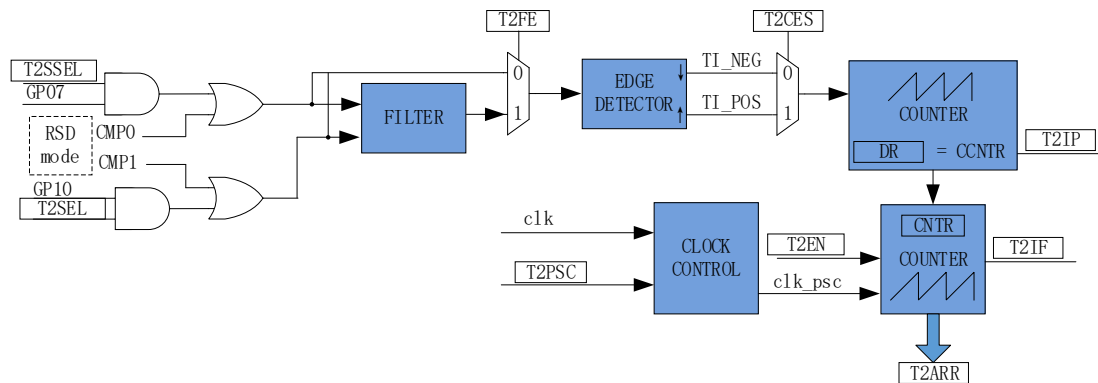 T2FE
T2CES
T2SSEL
GP07
RSD
mode
CMP0
CMP1
GP10
T2SEL
FILTER
0
1
EDGE
DETECTOR
TI_NEG
TI_POS
0
1
COUNTER
DR = CCNTR
T2IP
clk
T2PSC
CLOCK
CONTROL
T2EN
clk_psc
CNTR
COUNTER
T2IF
T2ARR